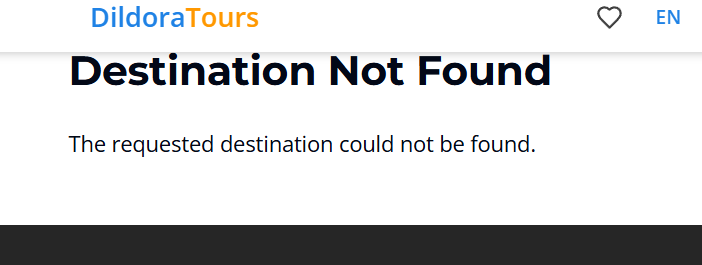 DildoraTours
EN
Destination Not Found
The requested destination could not be found.